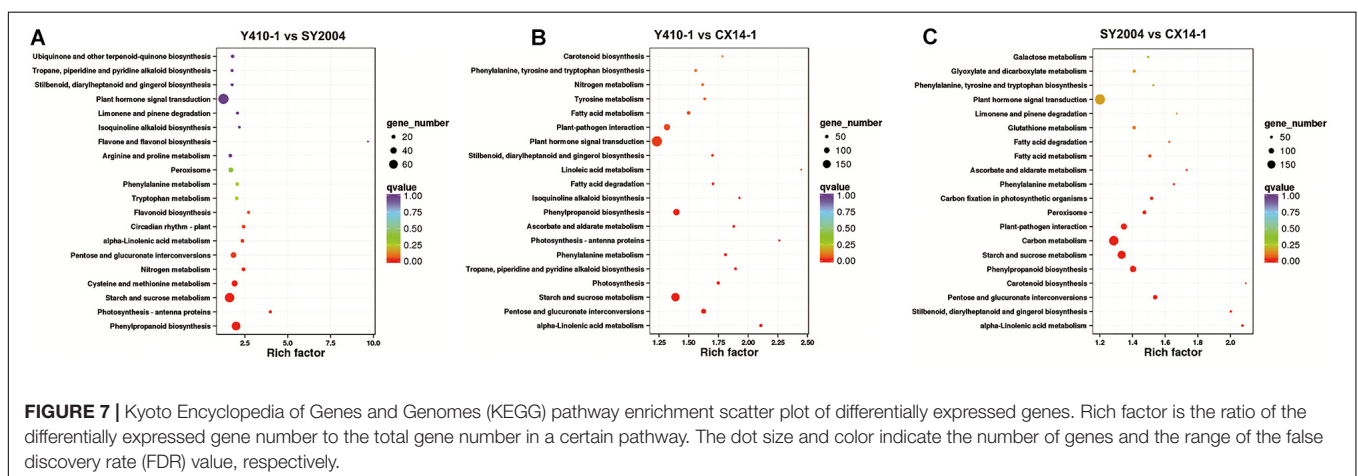 A
Y410-1 vs SY2004
Ubiquinone and other terpenoid-quinone biosynthesis
Tropane, piperidine and pyridine alkaloid biosynthesis
Stilbenoid, diarylheptanoid and gingerol biosynthesis
Plant hormone signal transduction
Limonene and pinene degradation
Isoquinoline alkaloid biosynthesis
Flavone and flavonol biosynthesis
Arginine and proline metabolism
Peroxisome
Phenylalanine metabolism
Tryptophan metabolism
Flavonoid biosynthesis
Circadian rhythm - plant
alpha-Linolenic acid metabolism
Pentose and glucuronate interconversions
Nitrogen metabolism
Cysteine and methionine metabolism
Starch and sucrose metabolism
Photosynthesis - antenna proteins
Phenylpropanoid biosynthesis
2.5 5.0 7.5 10.0
Rich factor
gene_number
20
40
60
qvalue
1.00
0.75
0.50
0.25
0.00
B
Y410-1 vs CX14-1
Carotenoid biosynthesis
Phenylalanine, tyrosine and tryptophan biosynthesis
Nitrogen metabolism
Tyrosine metabolism
Fatty acid metabolism
Plant-pathogen interaction
Plant hormone signal transduction
Stilbenoid, diarylheptanoid and gingerol biosynthesis
Linoleic acid metabolism
Fatty acid degradation
Isoquinoline alkaloid biosynthesis
Phenylpropanoid biosynthesis
Ascorbate and aldarate metabolism
Photosynthesis - antenna proteins
Phenylalanine metabolism
Tropane, piperidine and pyridine alkaloid biosynthesis
Photosynthesis
Starch and sucrose metabolism
Pentose and glucuronate interconversions
alpha-Linolenic acid metabolism
1.25 1.50 1.75 2.00 2.25 2.50
Rich factor
gene_number
50
100
150
qvalue
1.00
0.75
0.50
0.25
0.00
C
SY2004 vs CX14-1
Galactose metabolism
Glyoxylate and dicarboxylate metabolism
Phenylalanine, tyrosine and tryptophan biosynthesis
Plant hormone signal transduction
Limonene and pinene degradation
Glutathione metabolism
Fatty acid degradation
Fatty acid metabolism
Ascorbate and aldarate metabolism
Phenylalanine metabolism
Carbon fixation in photosynthetic organisms
Peroxisome
Plant-pathogen interaction
Carbon metabolism
Starch and sucrose metabolism
Phenylpropanoid biosynthesis
Carotenoid biosynthesis
Pentose and glucuronate interconversions
Stilbenoid, diarylheptanoid and gingerol biosynthesis
alpha-Linolenic acid metabolism
1.2 1.4 1.6 1.8 2.0
Rich factor
gene_number
50
100
150
qvalue
1.00
0.75
0.50
0.25
0.00
FIGURE 7 | Kyoto Encyclopedia of Genes and Genomes (KEGG) pathway enrichment scatter plot of differentially expressed genes. Rich factor is the ratio of the
differentially expressed gene number to the total gene number in a certain pathway. The dot size and color indicate the number of genes and the range of the false
discovery rate (FDR) value, respectively.